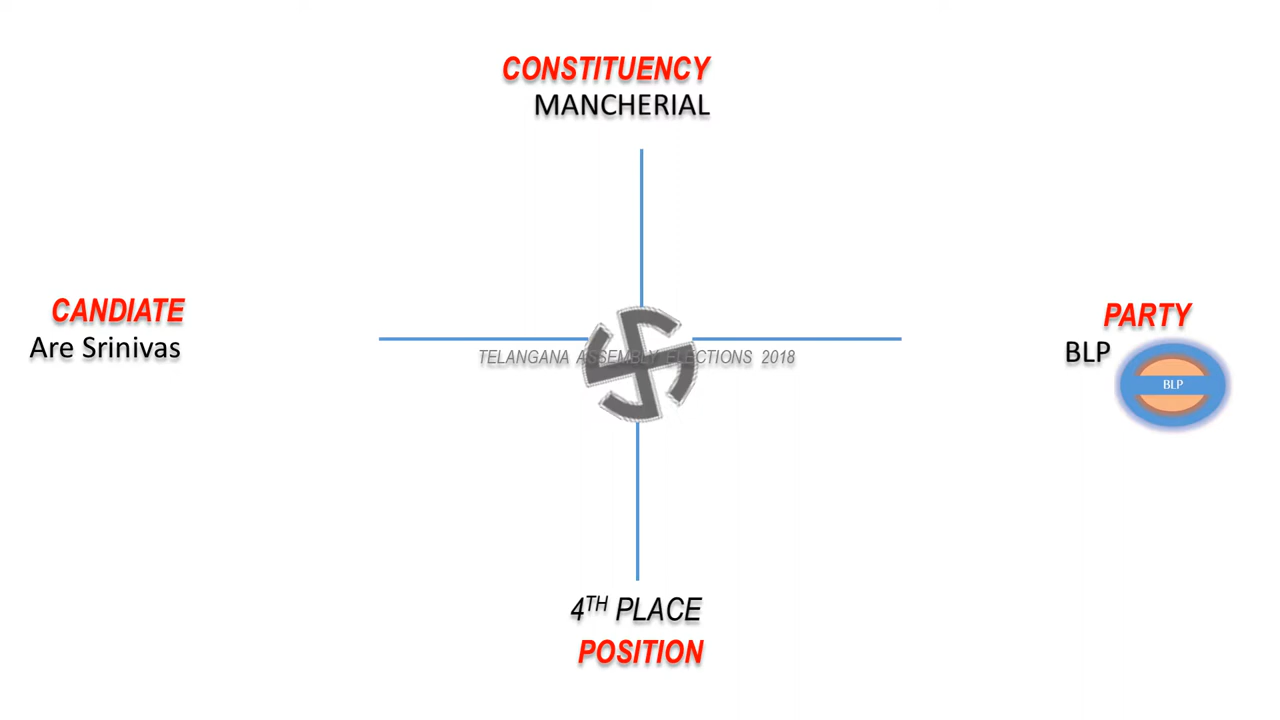 CONSTITUENCY
MANCHERIAL
CANDIATE
Are Srinivas
TELANGANA ASSEMBLY ELECTIONS 2018
PARTY
BLP
BLP
4TH PLACE
POSITION